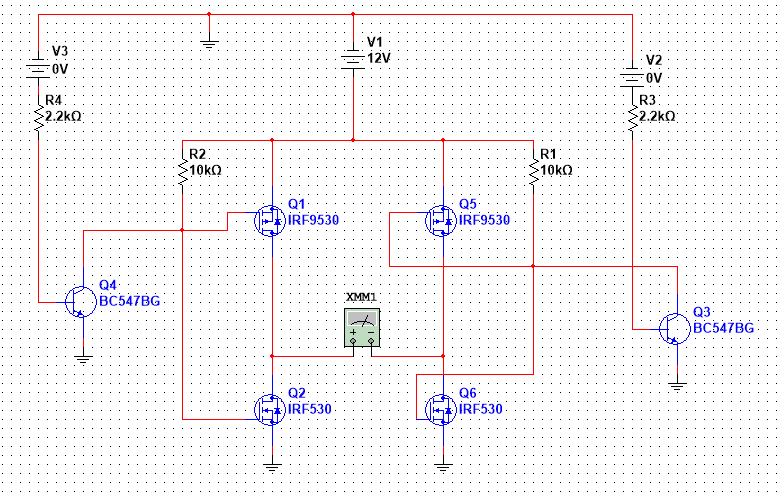 V3
0V
V1
12V
V2
0V
R4
2.2kΩ
R3
2.2kΩ
R2
10kΩ
R1
10kΩ
Q1
IRF9530
Q5
IRF9530
Q4
BC547BG
XMM1
Q3
BC547BG
Q2
IRF530
Q6
IRF530